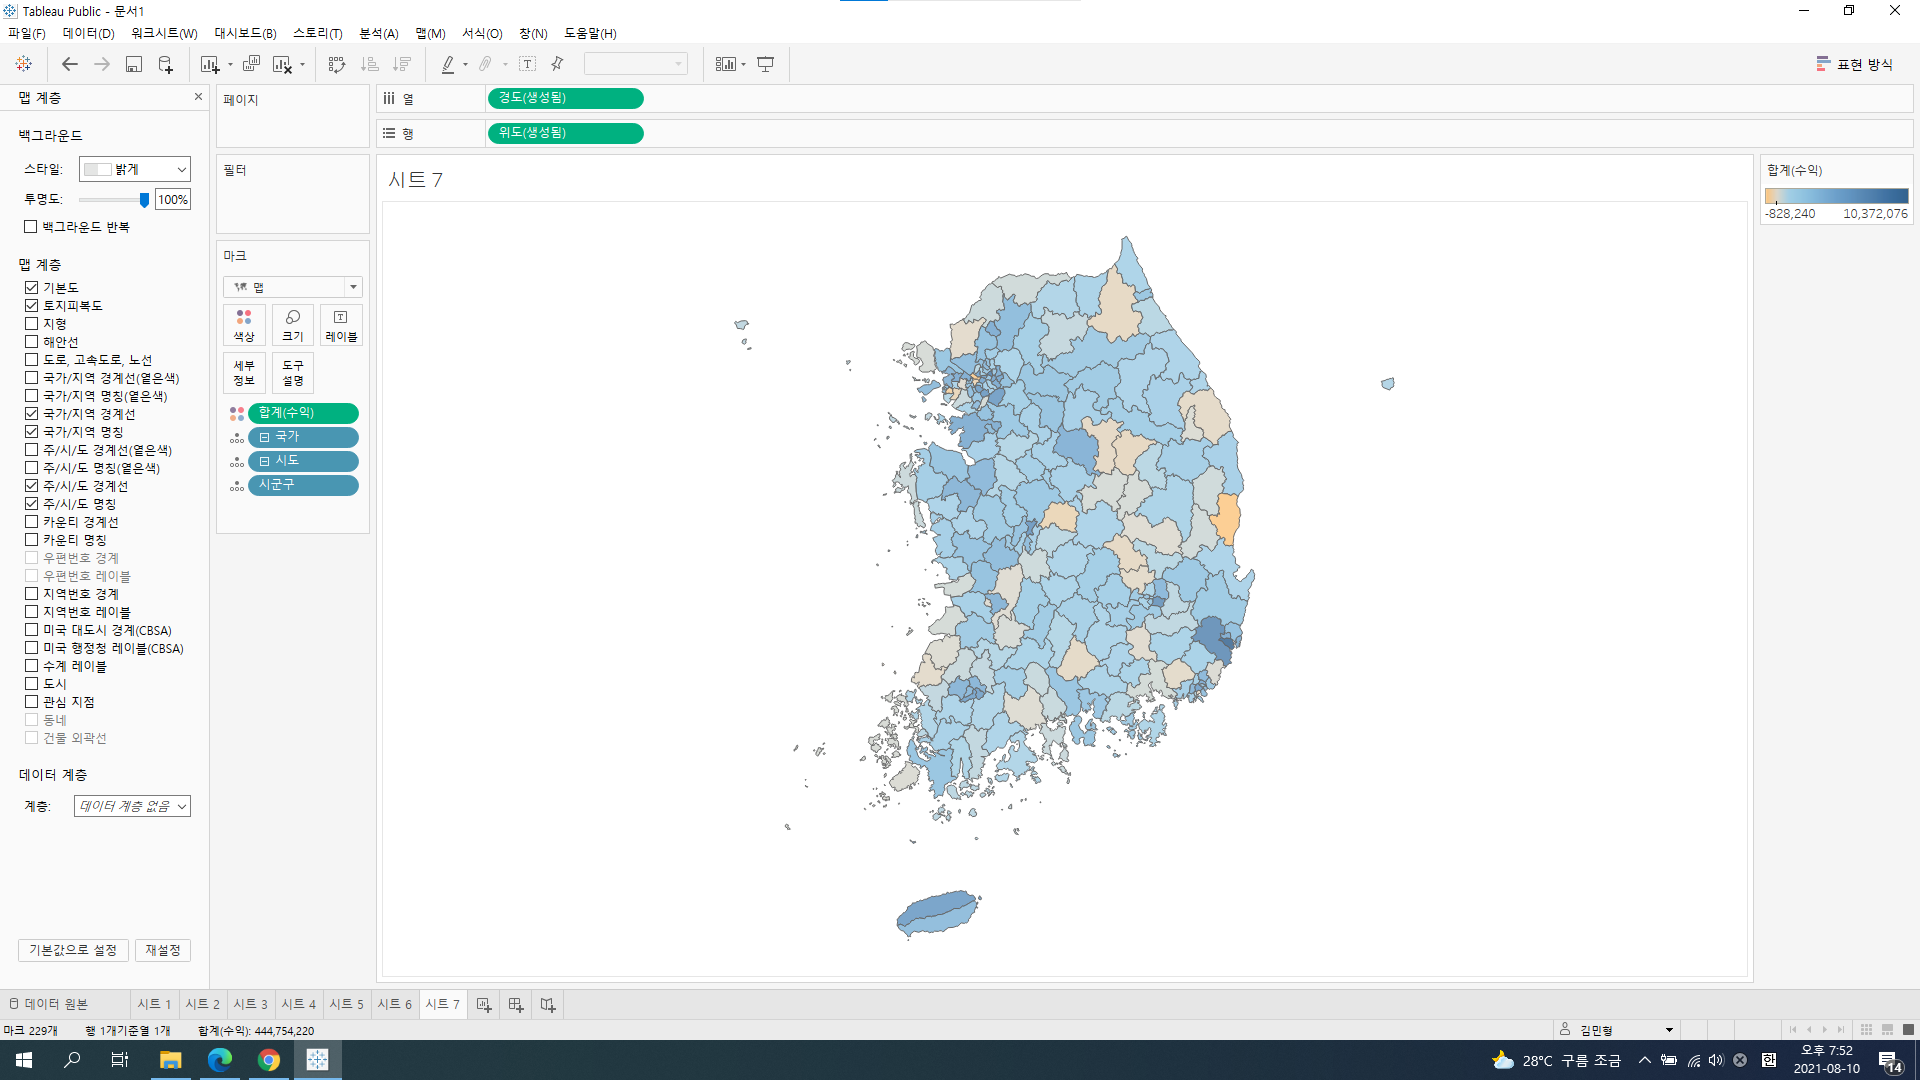 Tableau Public - 문서1
파일(F) 데이터(D) 워크시트(W) 대시보드(B) 스토리(T) 분석(A) 맵(M) 서식(O) 창(N) 도움말(H)
표현 방식
맵 계층
백그라운드
스타일: 밝게
투명도: 100%
백그라운드 반복
맵 계층
기본도
토지피복도
지형
해안선
도로, 고속도로, 노선
국가/지역 경계선(옅은색)
국가/지역 명칭(옅은색)
국가/지역 경계선
국가/지역 명칭
주/시/도 경계선(옅은색)
주/시/도 명칭(옅은색)
주/시/도 경계선
주/시/도 명칭
카운티 경계선
카운티 명칭
우편번호 경계
우편번호 레이블
지역번호 경계
지역번호 레이블
미국 대도시 경계(CBSA)
미국 행정청 레이블(CBSA)
수계 레이블
도시
관심 지점
동네
건물 외곽선
데이터 계층
계층: 데이터 계층 없음
기본값으로 설정 재설정
페이지
필터
마크
맵
색상 크기 레이블
세부 정보 도구 설명
합계(수익)
국가
시도
시군구
열 경도(생성됨)
행 위도(생성됨)
시트 7
합계(수익)
-828,240 10,372,076
데이터 원본 시트 1 시트 2 시트 3 시트 4 시트 5 시트 6 시트 7
마크 229개 행 1개기준열 1개 합계(수익): 444,754,220
김민형
28°C 구름 조금
한
오후 7:52
2021-08-10
14